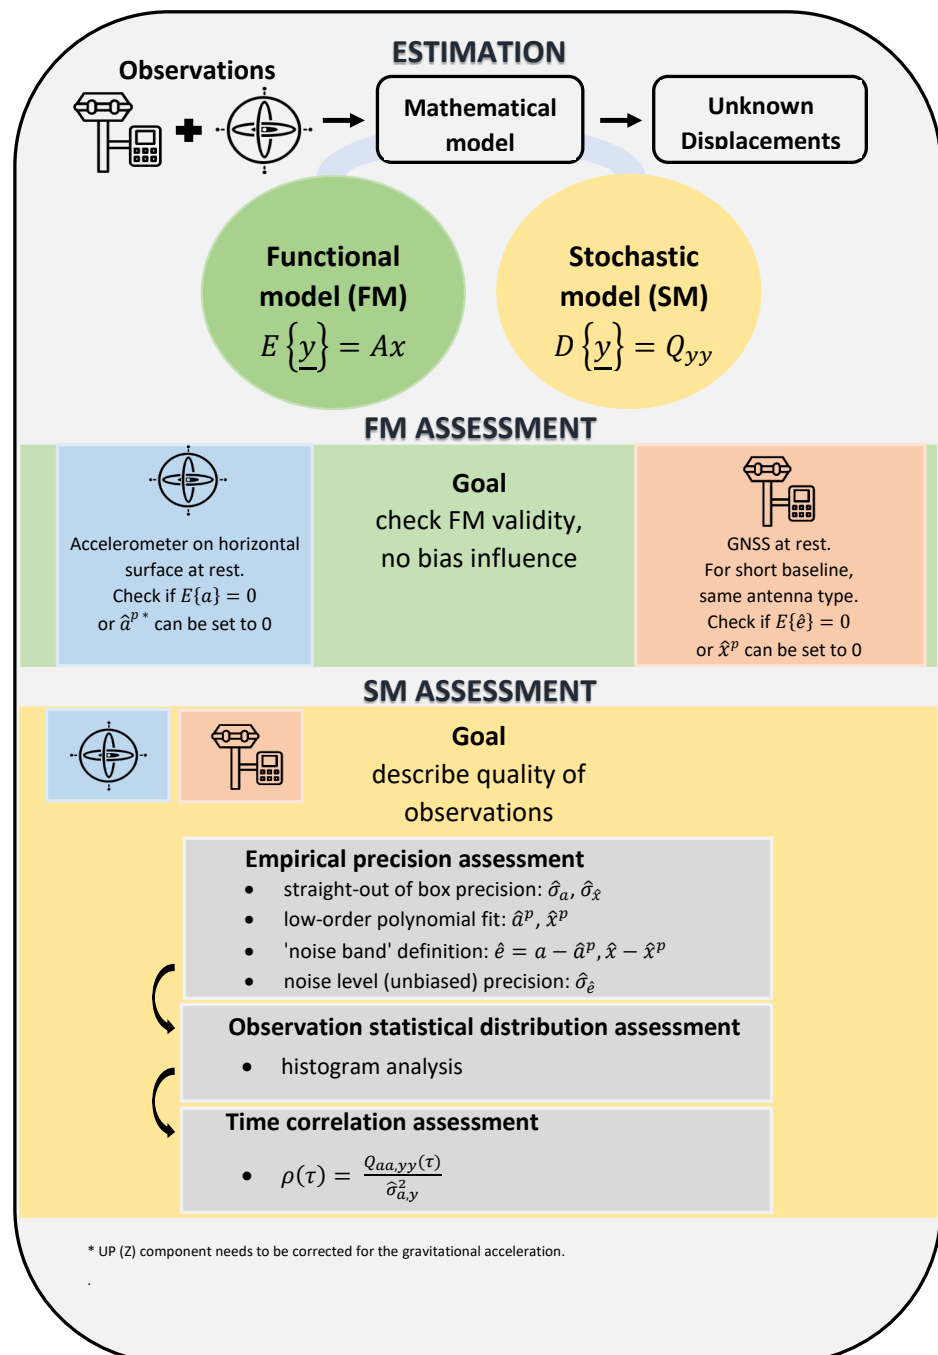 ESTIMATION
Observations
Mathematical
model
Unknown
Displacements
Functional
model (FM)
E{y} = Ax
Stochastic
model (SM)
D{y} = Q_yy
FM ASSESSMENT
Accelerometer on horizontal
surface at rest.
Check if E{a} = 0
or â^p * can be set to 0
Goal
check FM validity,
no bias influence
GNSS at rest.
For short baseline,
same antenna type.
Check if E{ê} = 0
or x̂^p can be set to 0
SM ASSESSMENT
Goal
describe quality of
observations
Empirical precision assessment
• straight-out of box precision: σ̂_a, σ̂_x̂
• low-order polynomial fit: â^p, x̂^p
• 'noise band' definition: ê = a − â^p, x̂ − x̂^p
• noise level (unbiased) precision: σ̂_ê
Observation statistical distribution assessment
• histogram analysis
Time correlation assessment
• ρ(τ) = Q_aa,yy(τ) / σ̂²_a,y
* UP (Z) component needs to be corrected for the gravitational acceleration.
.